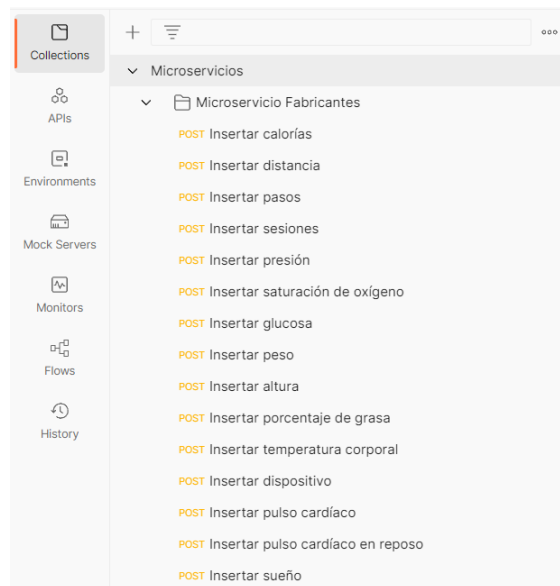 Collections
APIs
Environments
Mock Servers
Monitors
Flows
History
Microservicios
Microservicio Fabricantes
POST Insertar calorías
POST Insertar distancia
POST Insertar pasos
POST Insertar sesiones
POST Insertar presión
POST Insertar saturación de oxígeno
POST Insertar glucosa
POST Insertar peso
POST Insertar altura
POST Insertar porcentaje de grasa
POST Insertar temperatura corporal
POST Insertar dispositivo
POST Insertar pulso cardíaco
POST Insertar pulso cardíaco en reposo
POST Insertar sueño